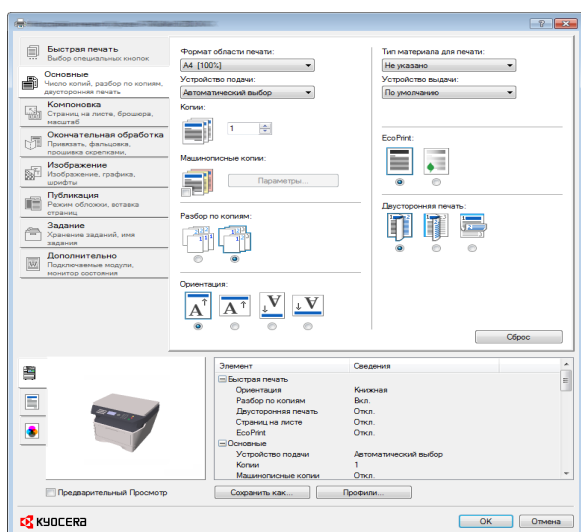 Быстрая печать
Выбор специальных кнопок
Основные
Число копий, разбор по копиям,
двусторонняя печать
Компоновка
Страниц на листе, брошюра,
масштаб
Окончательная обработка
Привязать, фальцовка,
прошивка скрепками,
Изображение
Изображение, графика,
шрифты
Публикация
Режим обложки, вставка
страниц
Задание
Хранение заданий, имя
задания
Дополнительно
Подключаемые модули,
монитор состояния
Формат области печати:
A4 [100%]
Устройство подачи:
Автоматический выбор
Копии:
1
Машинописные копии:
Параметры...
Разбор по копиям:
Ориентация:
Тип материала для печати:
Не указано
Устройство выдачи:
По умолчанию
EcoPrint:
Двусторонняя печать:
Сброс
Элемент Сведения
Быстрая печать
Ориентация Книжная
Разбор по копиям Вкл.
Двусторонняя печать Откл.
Страниц на листе Откл.
EcoPrint Откл.
Основные
Устройство подачи Автоматический выбор
Копии 1
Машинописные копии Откл.
Предварительный Просмотр
Сохранить как...
Профили...
KYOCERA
OK
Отмена